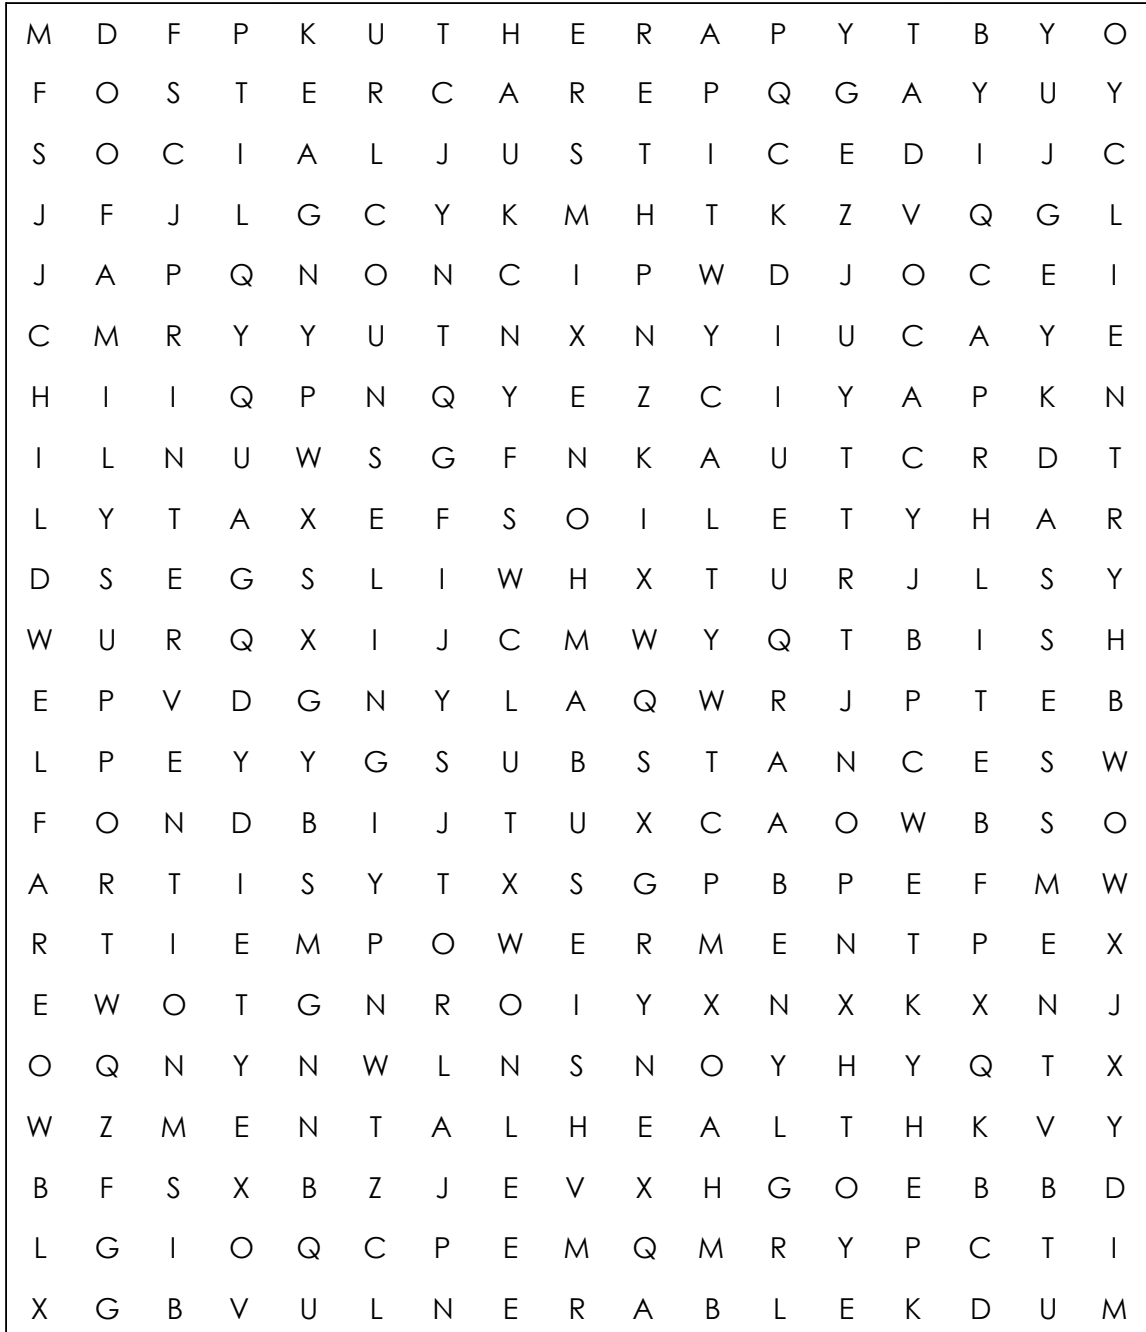 M D F P K U T H E R A P Y T B Y O
F O S T E R C A R E P Q G A Y U Y
S O C I A L J U S T I C E D I J C
J F J L G C Y K M H T K Z V Q G L
J A P Q N O N C I P W D J O C E I
C M R Y Y U T N X N Y I U C A Y E
H I I Q P N Q Y E Z C I Y A P K N
I L N U W S G F N K A U T C R D T
L Y T A X E F S O I L E T Y H A R
D S E G S L I W H X T U R J L S Y
W U R Q X I J C M W Y Q T B I S H
E P V D G N Y L A Q W R J P T E B
L P E Y Y G S U B S T A N C E S W
F O N D B I J T U X C A O W B S O
A R T I S Y T X S G P B P E F M W
R T I E M P O W E R M E N T P E X
E W O T G N R O I Y X N X K X N J
O Q N Y N W L N S N O Y H Y Q T X
W Z M E N T A L H E A L T H K V Y
B F S X B Z J E V X H G O E B B D
L G I O Q C P E M Q M R Y P C T I
X G B V U L N E R A B L E K D U M